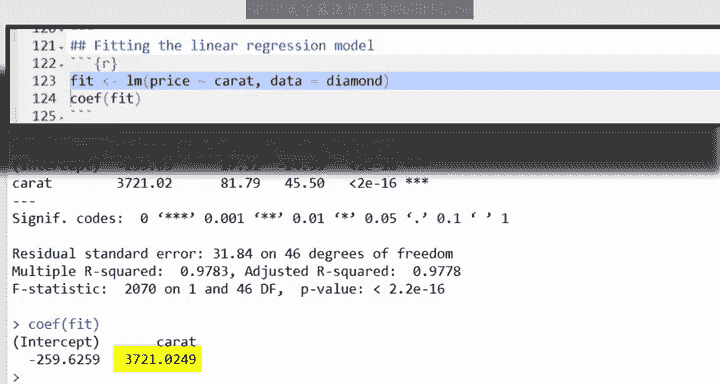 121 ## Fitting the linear regression model
122 ```{r}
123 fit <- lm(price ~ carat, data = diamond)
124 coef(fit)
125 ```
carat 3721.02 81.79 45.50 <2e-16 ***
---
Signif. codes: 0 ‘***’ 0.001 ‘**’ 0.01 ‘*’ 0.05 ‘.’ 0.1 ‘ ’ 1
Residual standard error: 31.84 on 46 degrees of freedom
Multiple R-squared: 0.9783, Adjusted R-squared: 0.9778
F-statistic: 2070 on 1 and 46 DF, p-value: < 2.2e-16
> coef(fit)
(Intercept) carat
-259.6259 3721.0249
>